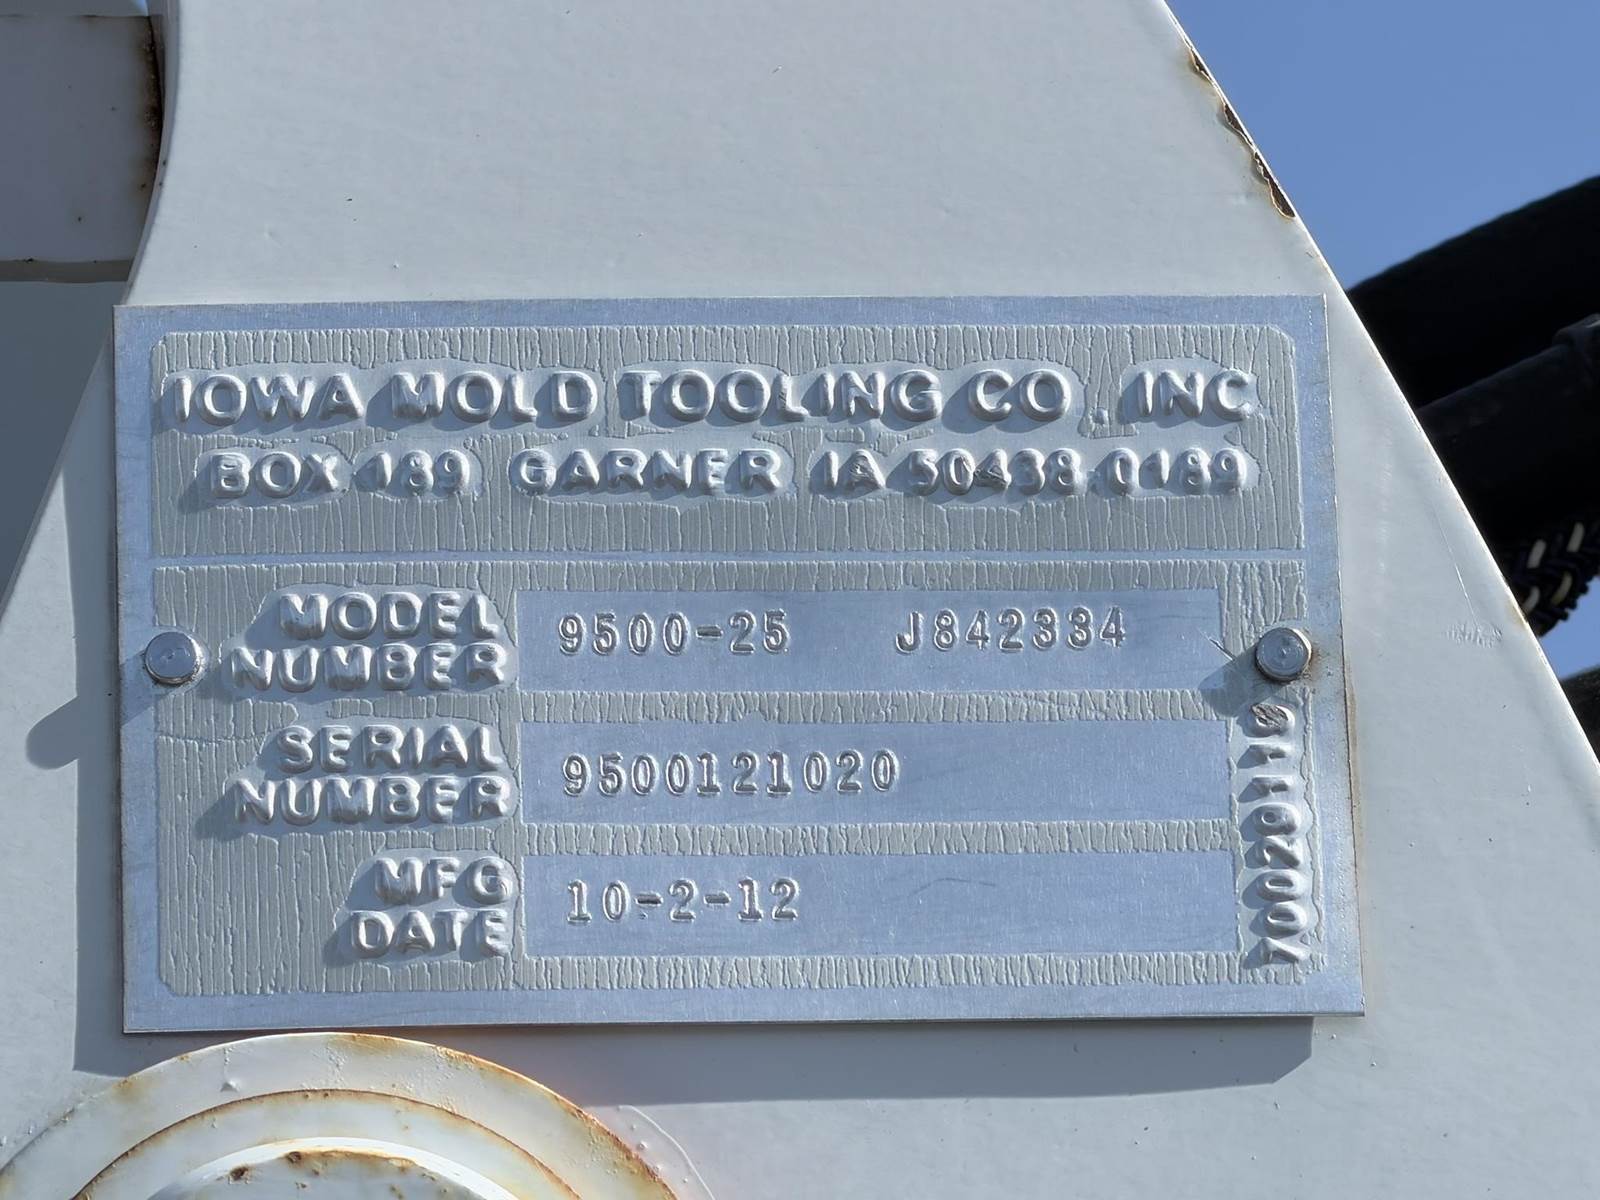 IOWA MOLD TOOLING CO., INC.
BOX 189 GARNER IA 50438-0189
MODEL NUMBER 9500-25 J842334
SERIAL NUMBER 9500121020
MFG DATE 10-2-12